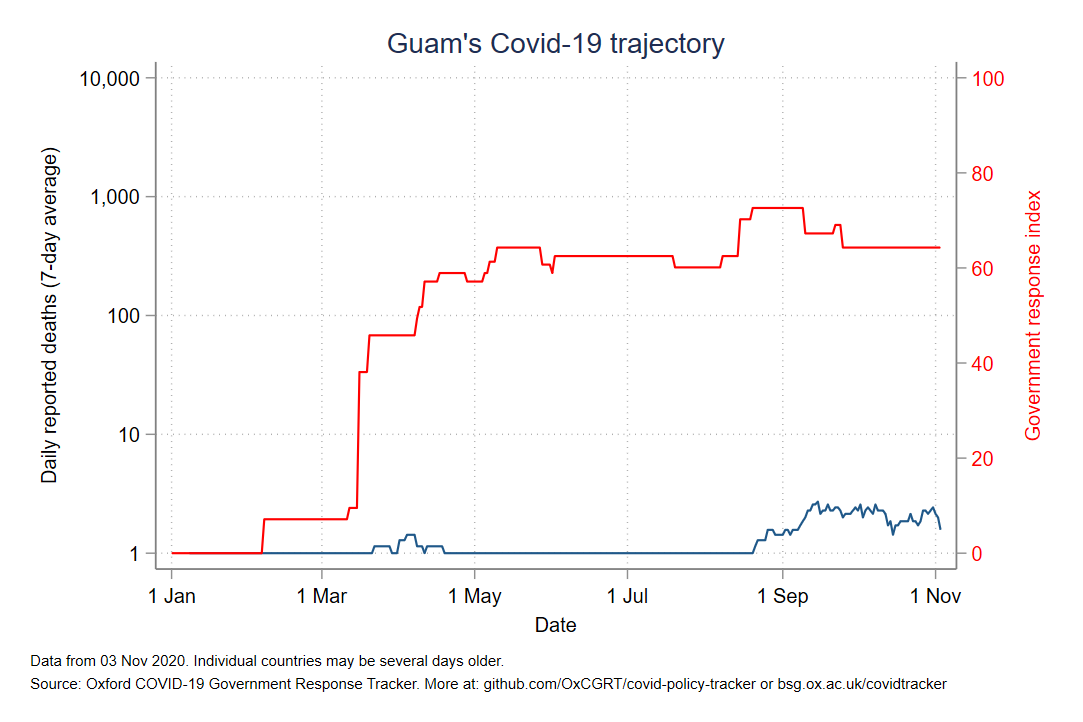 Guam's Covid-19 trajectory
Daily reported deaths (7-day average)
10,000
1,000
100
10
1
100
80
60
40
20
0
Government response index
1 Jan
1 Mar
1 May
1 Jul
1 Sep
1 Nov
Date
Data from 03 Nov 2020. Individual countries may be several days older.
Source: Oxford COVID-19 Government Response Tracker. More at: github.com/OxCGRT/covid-policy-tracker or bsg.ox.ac.uk/covidtracker